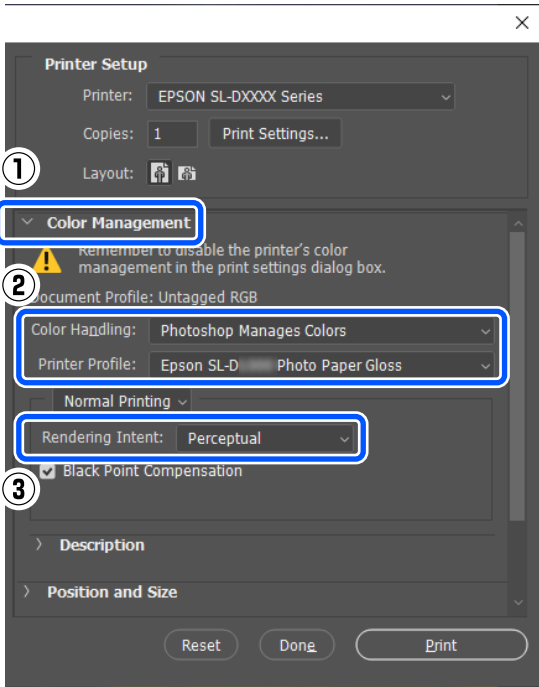 Printer Setup
Printer: EPSON SL-DXXXX Series
Copies: 1 Print Settings...
①
Layout:
Color Management
Remember to disable the printer's color
management in the print settings dialog box.
②
Document Profile: Untagged RGB
Color Handling: Photoshop Manages Colors
Printer Profile: Epson SL-D Photo Paper Gloss
Normal Printing
Rendering Intent: Perceptual
③
Black Point Compensation
Description
Position and Size
Reset Done Print